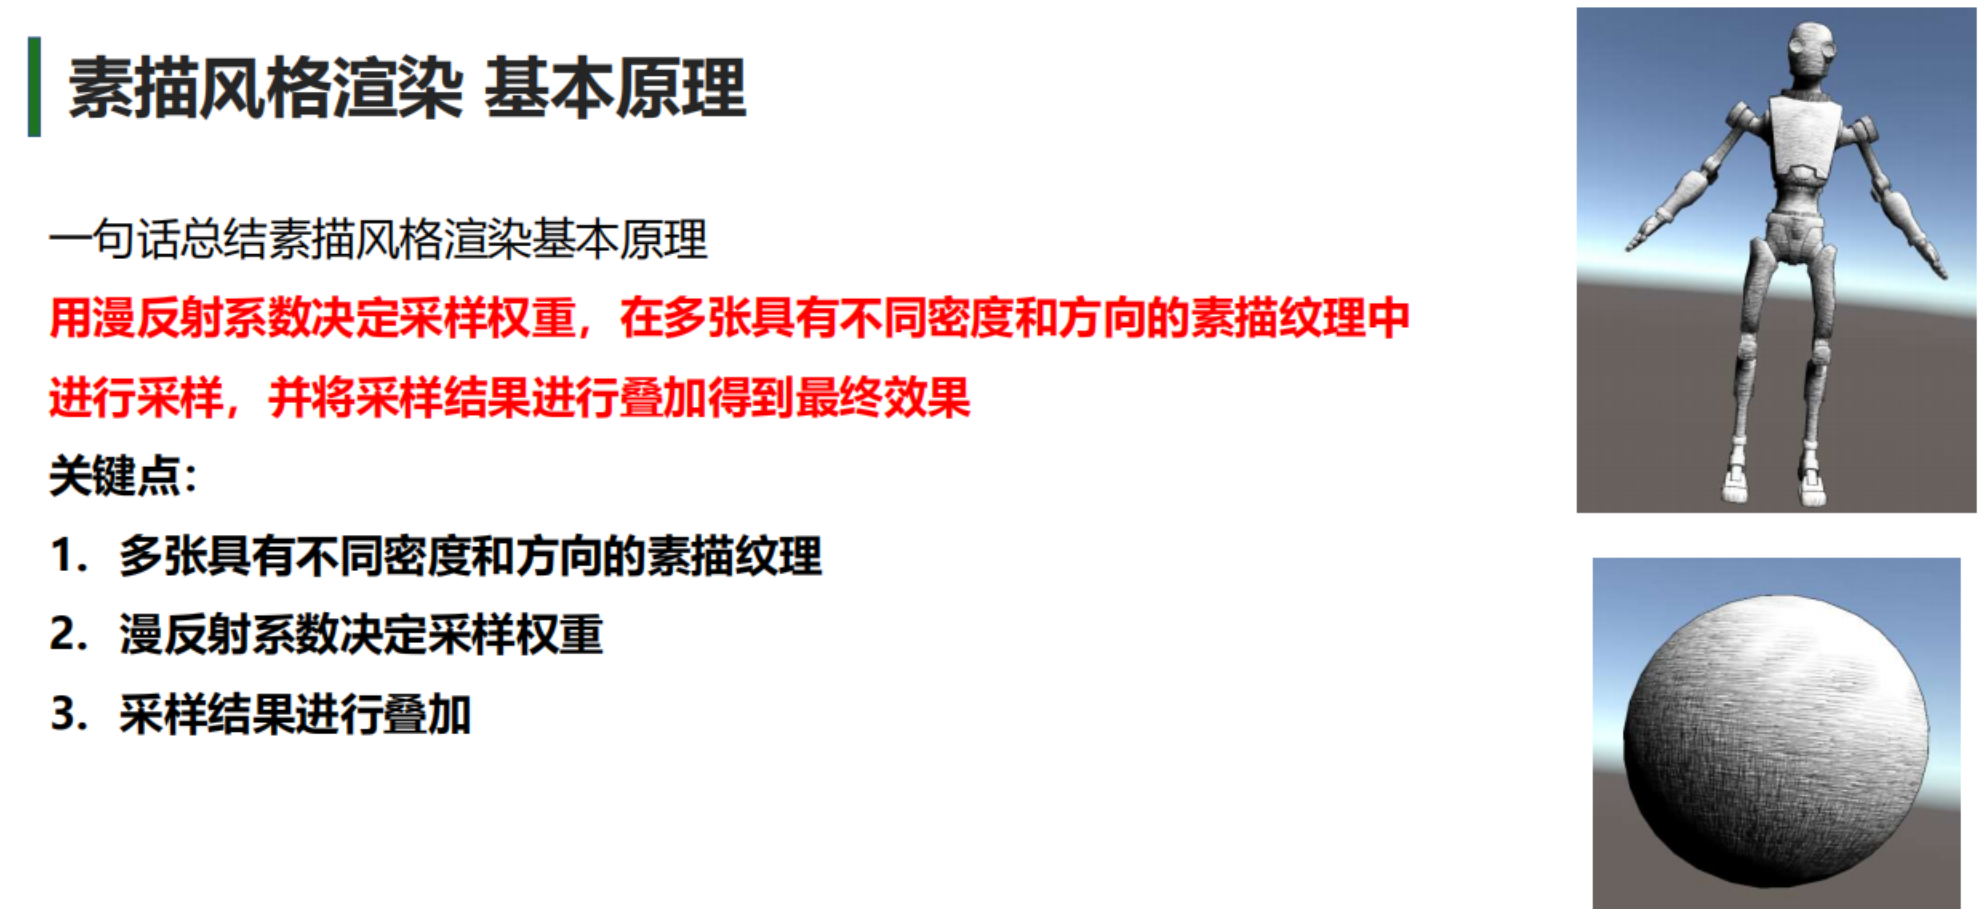 素描风格渲染 基本原理
一句话总结素描风格渲染基本原理
用漫反射系数决定采样权重，在多张具有不同密度和方向的素描纹理中
进行采样，并将采样结果进行叠加得到最终效果
关键点：
1. 多张具有不同密度和方向的素描纹理
2. 漫反射系数决定采样权重
3. 采样结果进行叠加